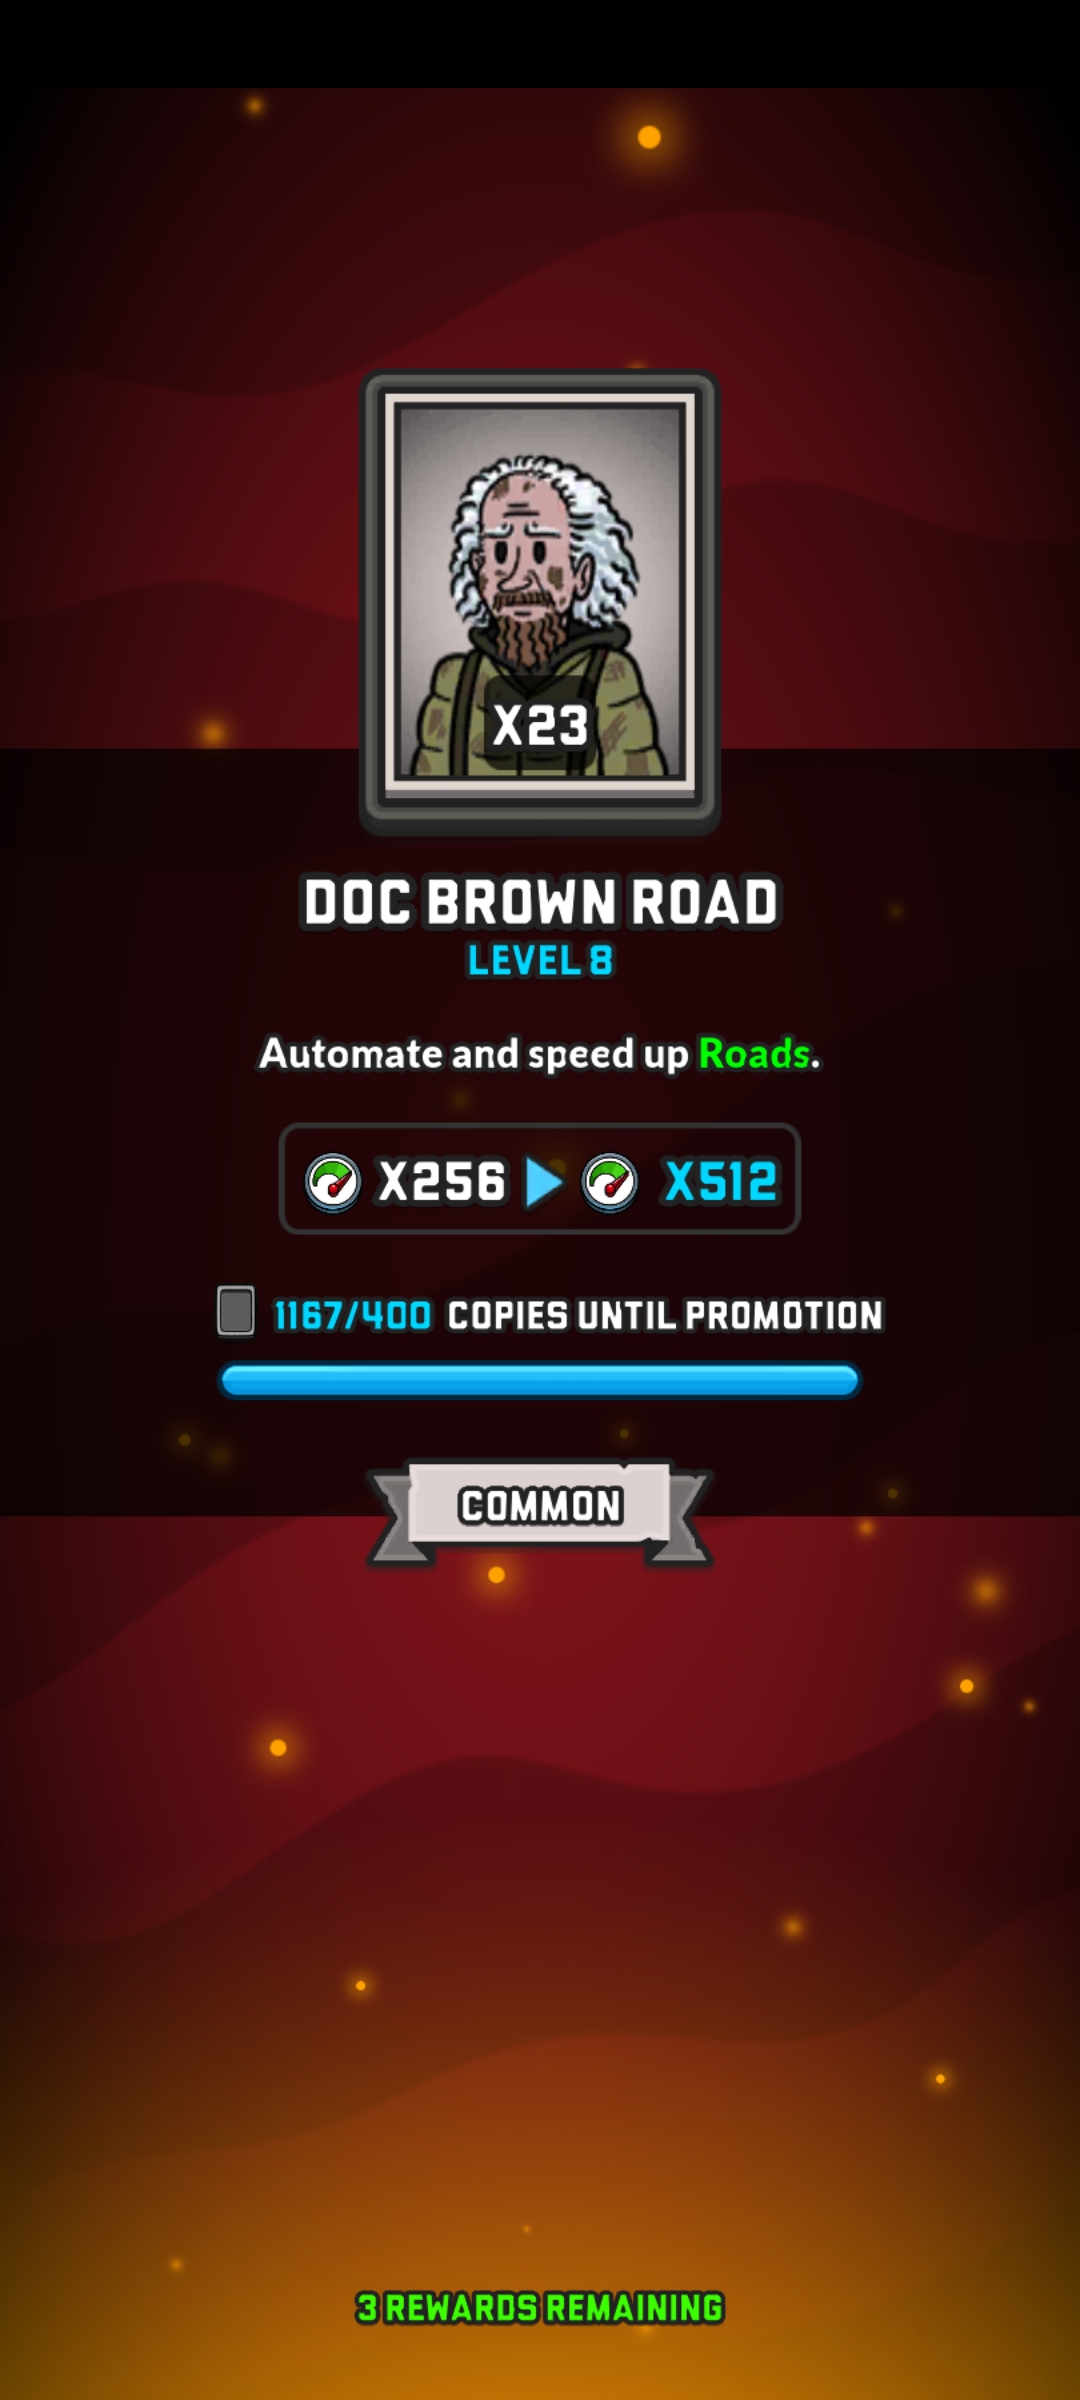 X23
DOC BROWN ROAD
LEVEL 8
Automate and speed up Roads.
X256 X512
1167/400 COPIES UNTIL PROMOTION
COMMON
3 REWARDS REMAINING